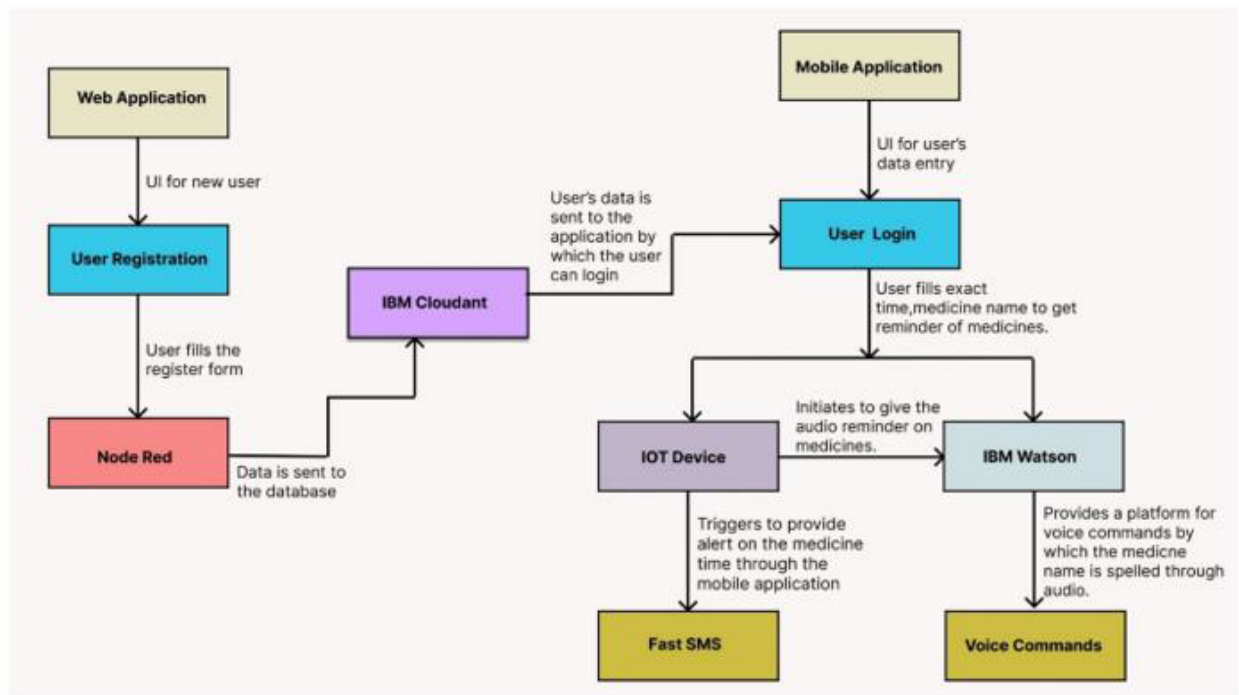 Web Application
UI for new user
User Registration
User fills the
register form
Node Red
Data is sent to
the database
IBM Cloudant
User's data is
sent to the
application by
which the user
can login
Mobile Application
UI for user's
data entry
User Login
User fills exact
time,medicine name to get
reminder of medicines.
IOT Device
Initiates to give the
audio reminder on
medicines.
IBM Watson
Triggers to provide
alert on the medicine
time through the
mobile application
Provides a platform for
voice commands by
which the medicne
name is spelled through
audio.
Fast SMS
Voice Commands